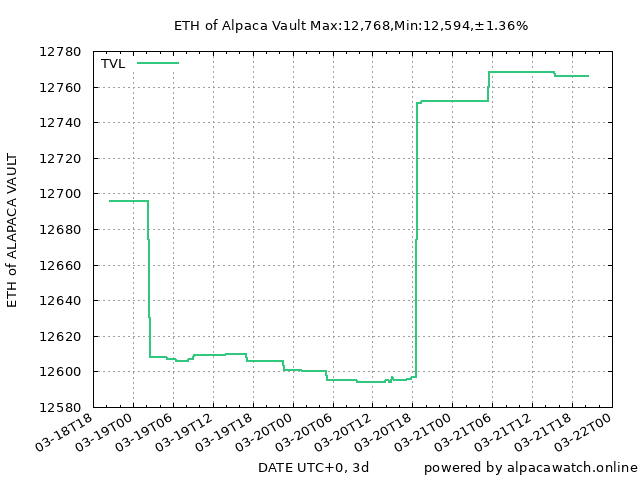 ETH of Alpaca Vault Max:12,768,Min:12,594,±1.36%
TVL
12780
12760
12740
12720
12700
12680
12660
12640
12620
12600
12580
ETH of ALAPACA VAULT
03-18T18
03-19T00
03-19T06
03-19T12
03-19T18
03-20T00
03-20T06
03-20T12
03-20T18
03-21T00
03-21T06
03-21T12
03-21T18
03-22T00
DATE UTC+0, 3d
powered by alpacawatch.online